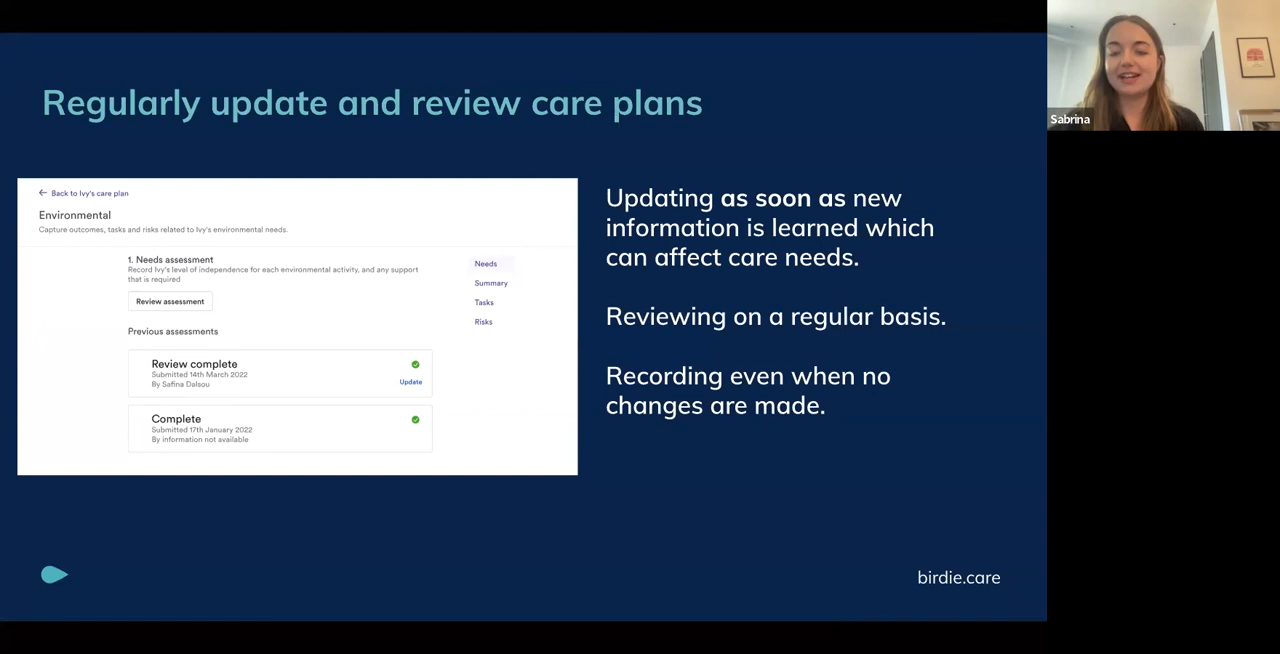 Regularly update and review care plans
Sabrina
← Back to Ivy's care plan
Environmental
Capture outcomes, tasks and risks related to Ivy's environmental needs.
1. Needs assessment
Record Ivy's level of independence for each environmental activity, and any support
that is required
Review assessment
Previous assessments
Review complete
Submitted 14th March 2022
By Safina Dalsou
Update
Complete
Submitted 17th January 2022
By information not available
Needs
Summary
Tasks
Risks
Updating as soon as new
information is learned which
can affect care needs.
Reviewing on a regular basis.
Recording even when no
changes are made.
birdie.care